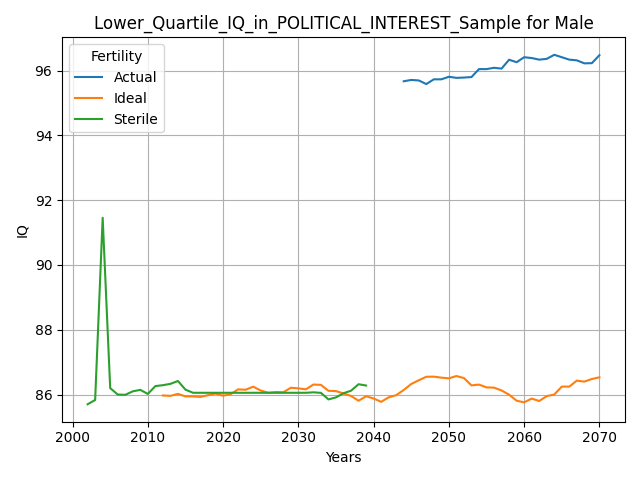 Lower_Quartile_IQ_in_POLITICAL_INTEREST_Sample for Male
Fertility
Actual
Ideal
Sterile
IQ
96
94
92
90
88
86
2000
2010
2020
2030
2040
2050
2060
2070
Years